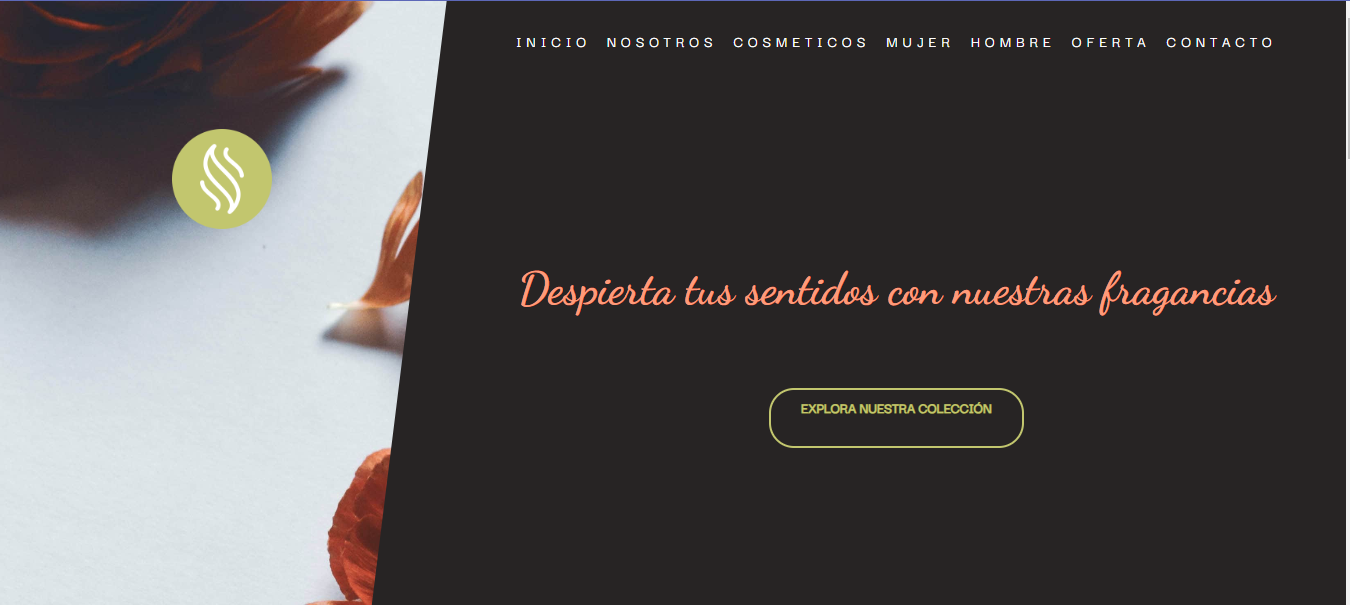 INICIO NOSOTROS COSMETICOS MUJER HOMBRE OFERTA CONTACTO
Despierta tus sentidos con nuestras fragancias
EXPLORA NUESTRA COLECCIÓN